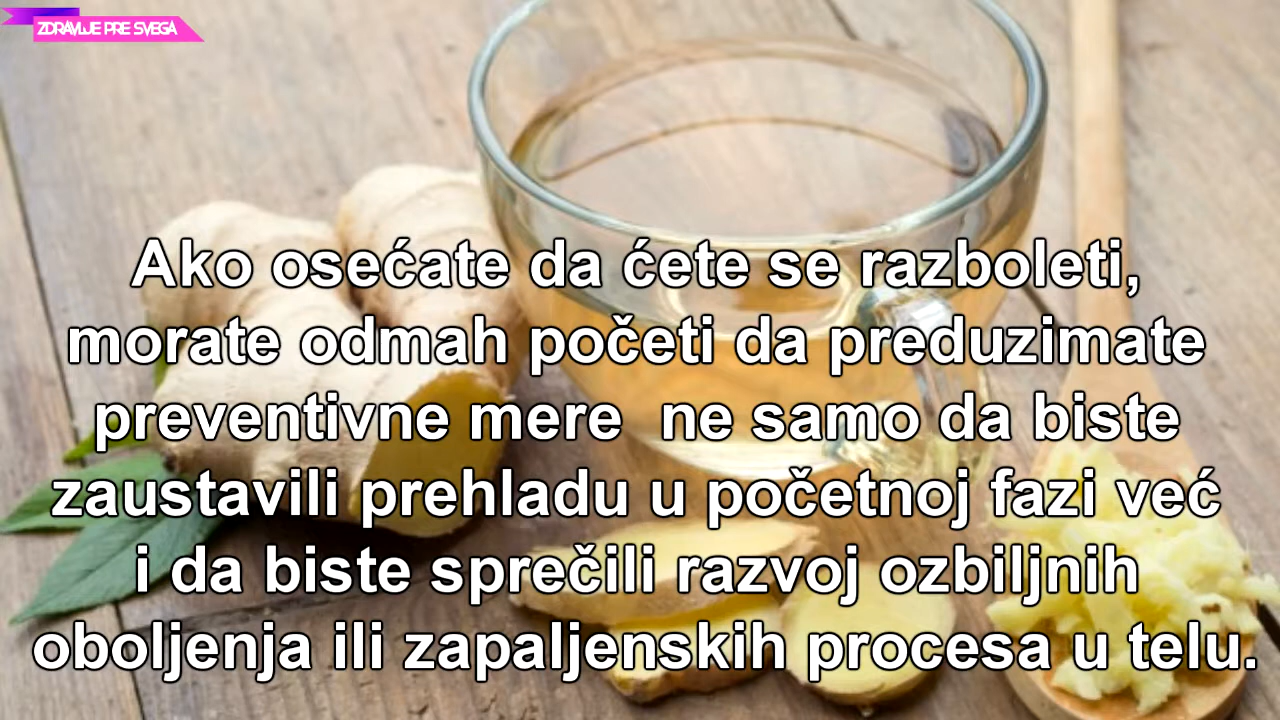 ZDRAVLJE PRE SVEGA
Ako osećate da ćete se razboleti,
morate odmah početi da preduzimate
preventivne mere  ne samo da biste
zaustavili prehladu u početnoj fazi već
i da biste sprečili razvoj ozbiljnih
oboljenja ili zapaljenskih procesa u telu.